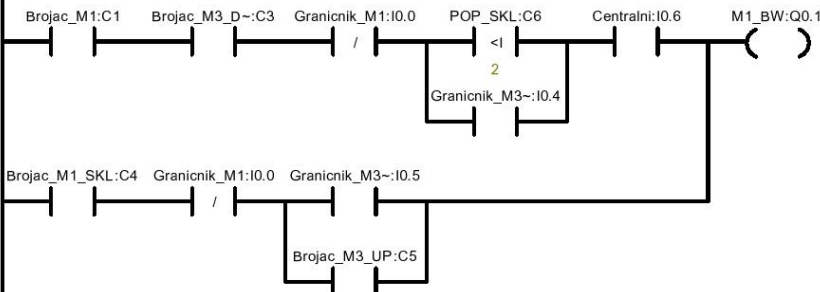 Brojac_M1:C1 Brojac_M3_D~:C3 Granicnik_M1:I0.0 POP_SKL:C6 Centralni:I0.6 M1_BW:Q0.1
/ <I
2
Granicnik_M3~:I0.4
Brojac_M1_SKL:C4 Granicnik_M1:I0.0 Granicnik_M3~:I0.5
/
Brojac_M3_UP:C5